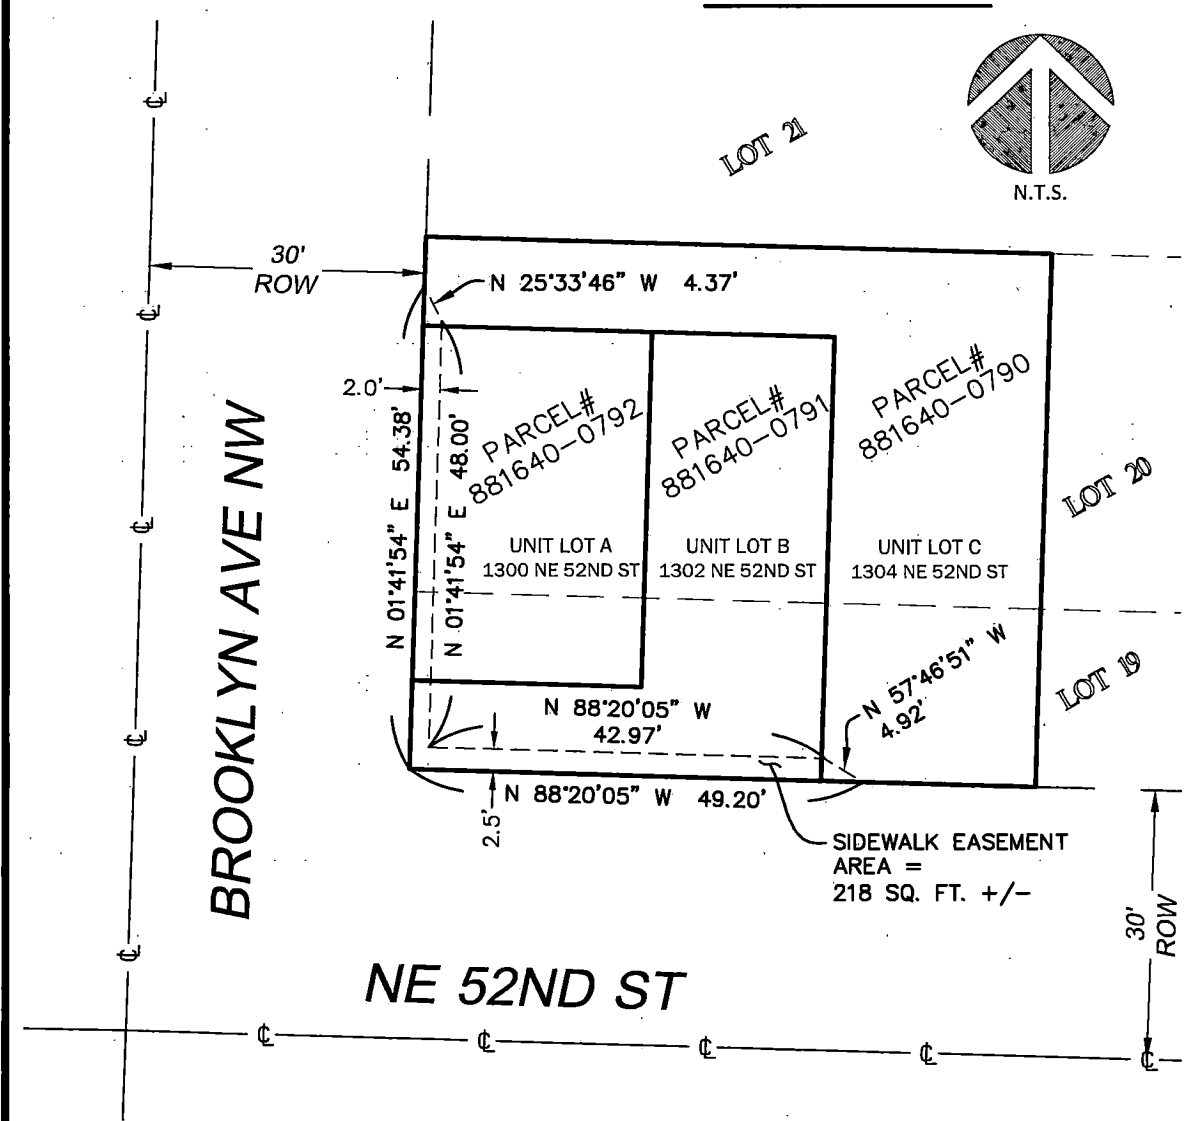 LOT 21
N.T.S.
30'
ROW
N 25°33'46" W 4.37'
2.0'
N 01°41'54" E 54.38'
N 01°41'54" E 48.00'
PARCEL#
881640-0792
PARCEL#
881640-0791
PARCEL#
881640-0790
LOT 20
UNIT LOT A
1300 NE 52ND ST
UNIT LOT B
1302 NE 52ND ST
UNIT LOT C
1304 NE 52ND ST
BROOKLYN AVE NW
N 57°46'51" W
4.92'
LOT 19
N 88°20'05" W
42.97'
N 88°20'05" W 49.20'
2.5'
SIDEWALK EASEMENT
AREA =
218 SQ. FT. +/-
30'
ROW
NE 52ND ST